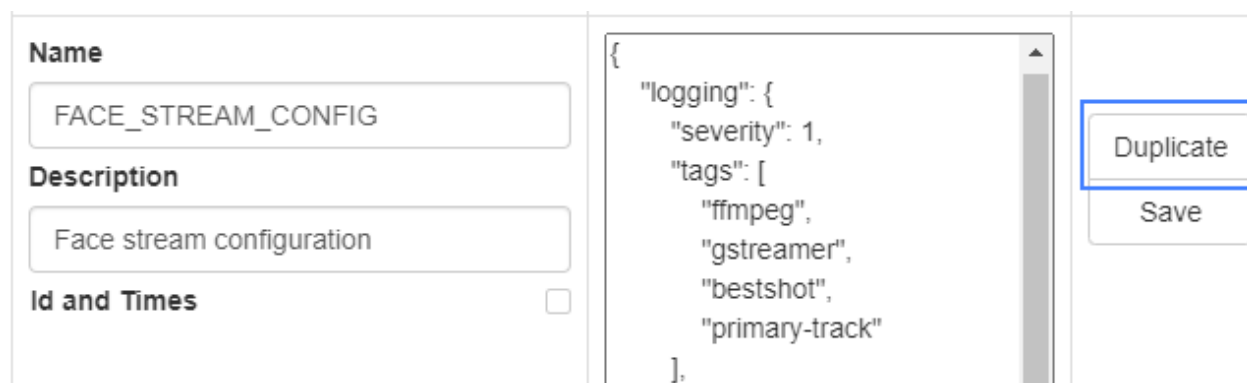 Name
FACE_STREAM_CONFIG
Description
Face stream configuration
Id and Times
{
"logging": {
"severity": 1,
"tags": [
"ffmpeg",
"gstreamer",
"bestshot",
"primary-track"
],
Duplicate
Save